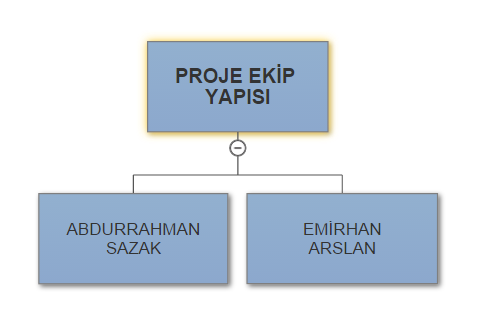 PROJE EKİP
YAPISI
ABDURRAHMAN
SAZAK
EMİRHAN
ARSLAN